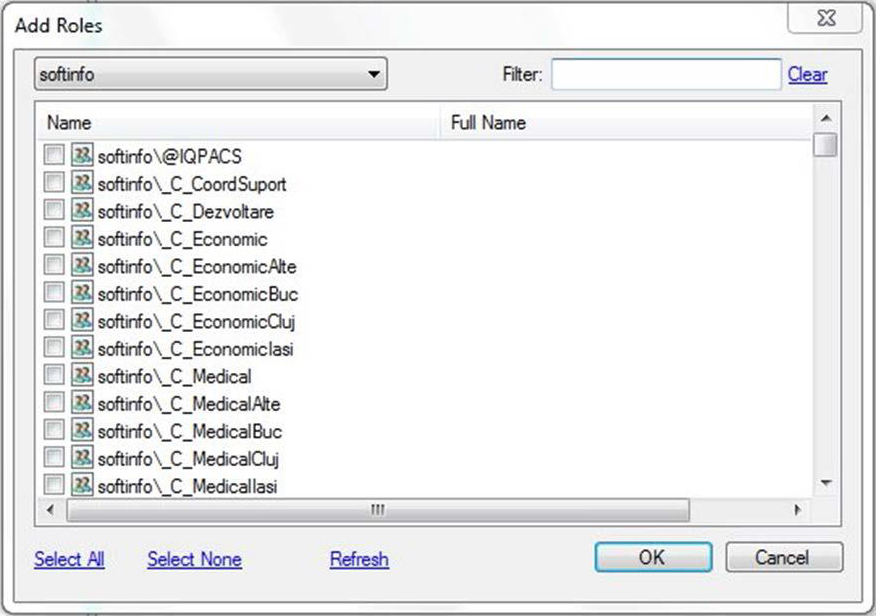 Add Roles
softinfo Filter: Clear
Name Full Name
softinfo\@IQPACS
softinfo\_C_CoordSuport
softinfo\_C_Dezvoltare
softinfo\_C_Economic
softinfo\_C_EconomicAlte
softinfo\_C_EconomicBuc
softinfo\_C_EconomicCluj
softinfo\_C_EconomicIasi
softinfo\_C_Medical
softinfo\_C_MedicalAlte
softinfo\_C_MedicalBuc
softinfo\_C_MedicalCluj
softinfo\_C_MedicalIasi
Select All Select None Refresh OK Cancel